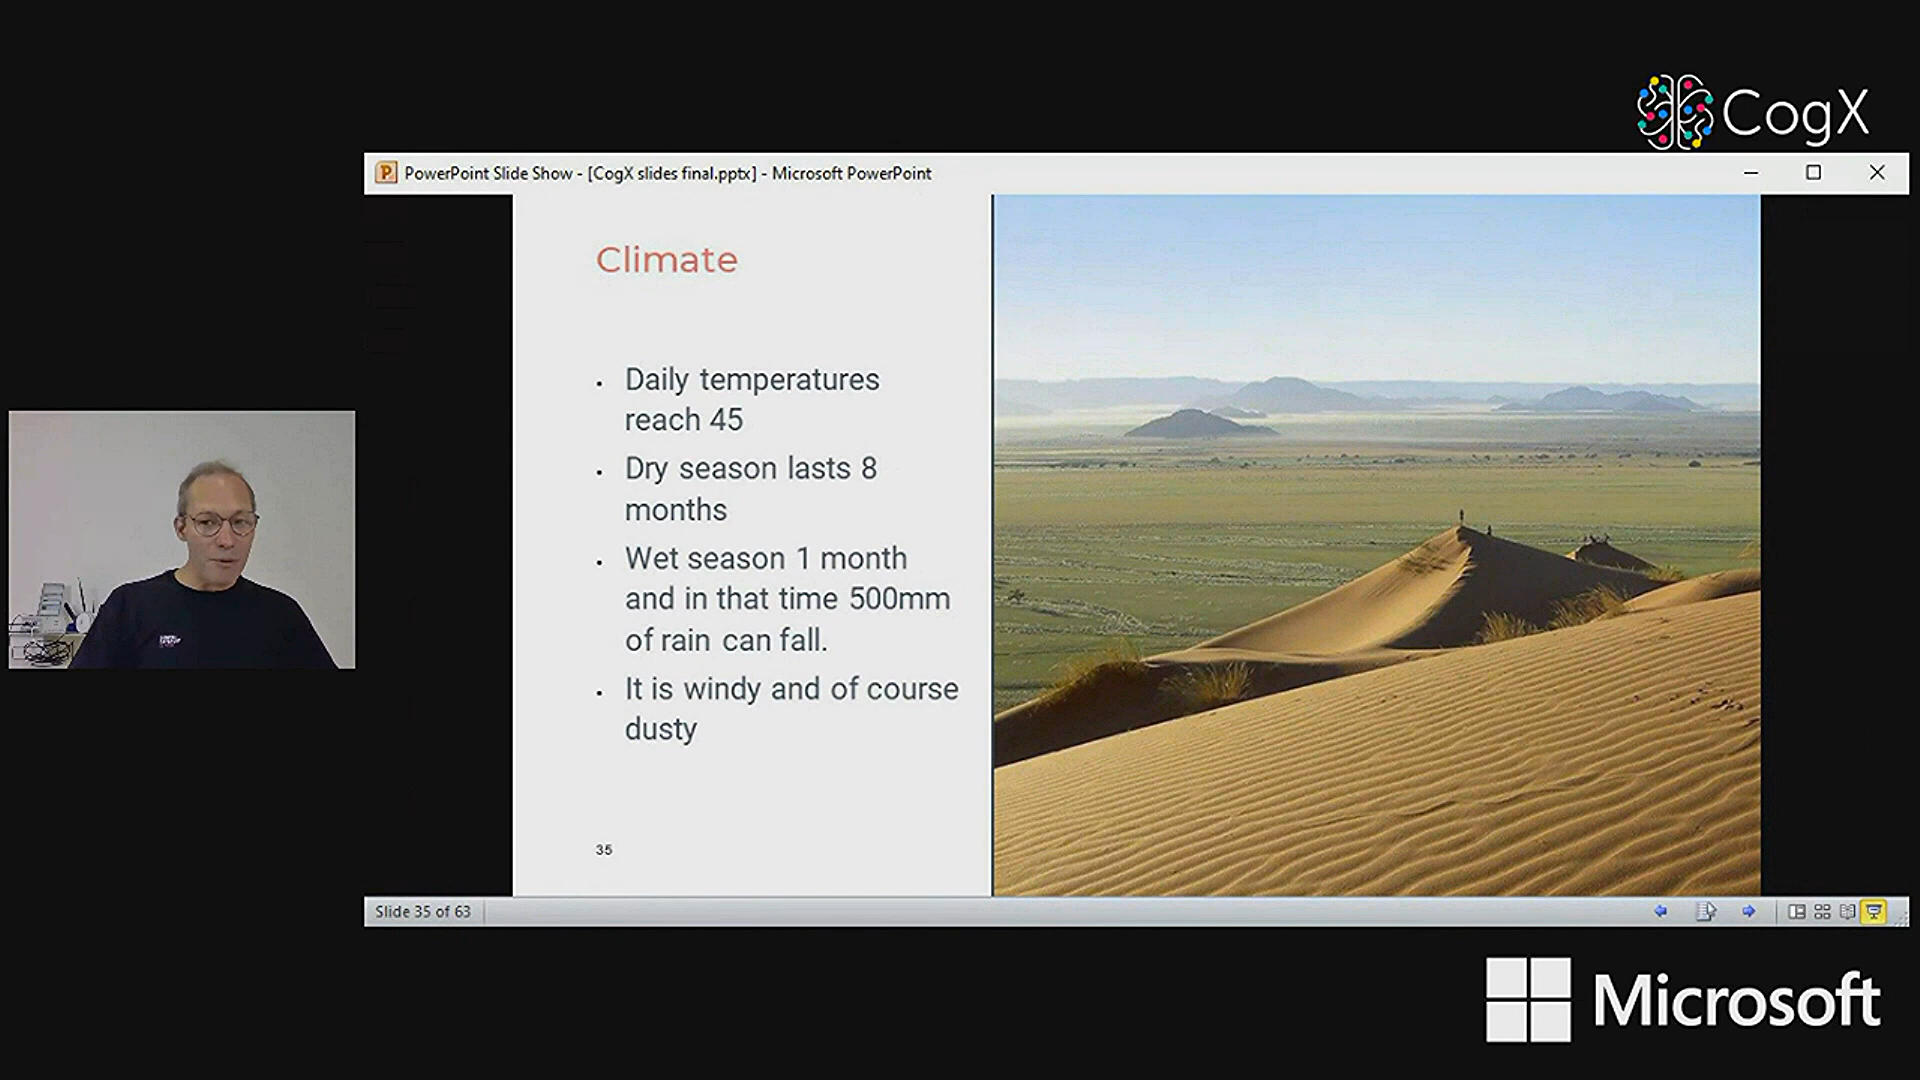 CogX
PowerPoint Slide Show - [CogX slides final.pptx] - Microsoft PowerPoint
Climate
Daily temperatures
reach 45
Dry season lasts 8
months
Wet season 1 month
and in that time 500mm
of rain can fall.
It is windy and of course
dusty
35
Slide 35 of 63
Microsoft